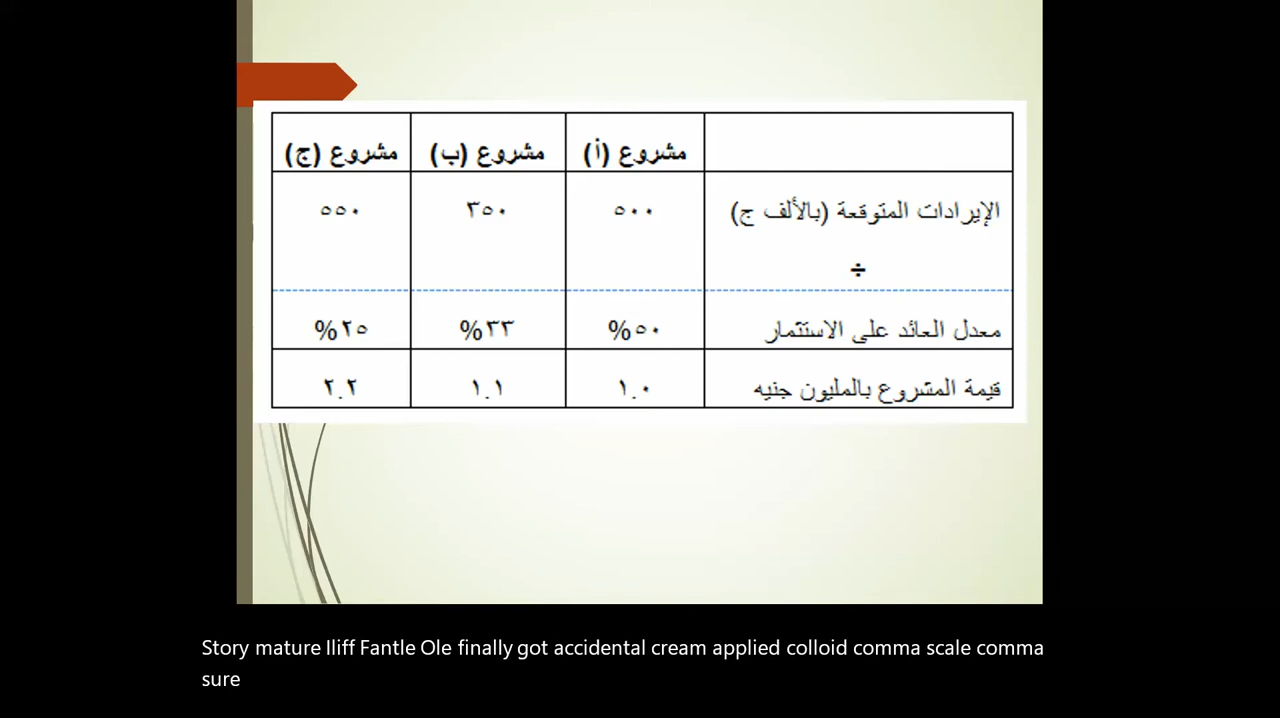 مشروع (أ) مشروع (ب) مشروع (ج)
الإيرادات المتوقعة (بالألف ج) ٥٠٠ ٣٥٠ ٥٥٠
÷
معدل العائد على الاستثمار ٥٠% ٣٣% ٢٥%
قيمة المشروع بالمليون جنيه ١.٠ ١.١ ٢.٢
Story mature Iliff Fantle Ole finally got accidental cream applied colloid comma scale comma
sure